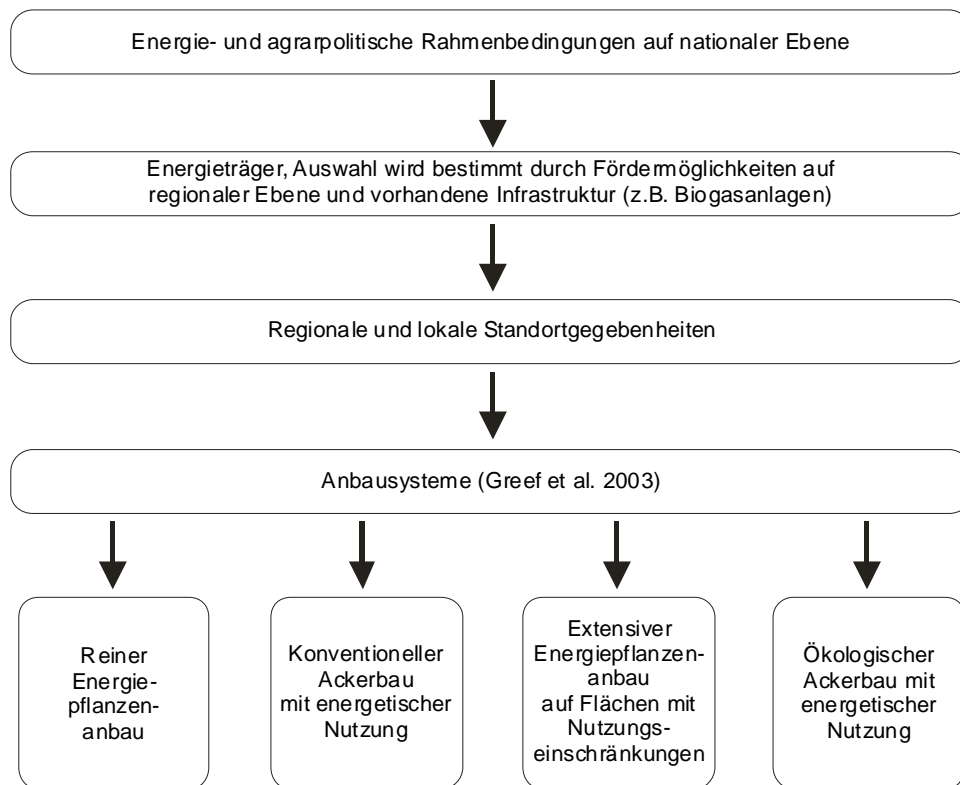 Energie- und agrarpolitische Rahmenbedingungen auf nationaler Ebene
Energieträger, Auswahl wird bestimmt durch Fördermöglichkeiten auf
regionaler Ebene und vorhandene Infrastruktur (z.B. Biogasanlagen)
Regionale und lokale Standortgegebenheiten
Anbausysteme (Greef et al. 2003)
Reiner
Energie-
pflanzen-
anbau
Konventioneller
Ackerbau
mit energetischer
Nutzung
Extensiver
Energiepflanzen-
anbau
auf Flächen mit
Nutzungs-
einschränkungen
Ökologischer
Ackerbau mit
energetischer
Nutzung